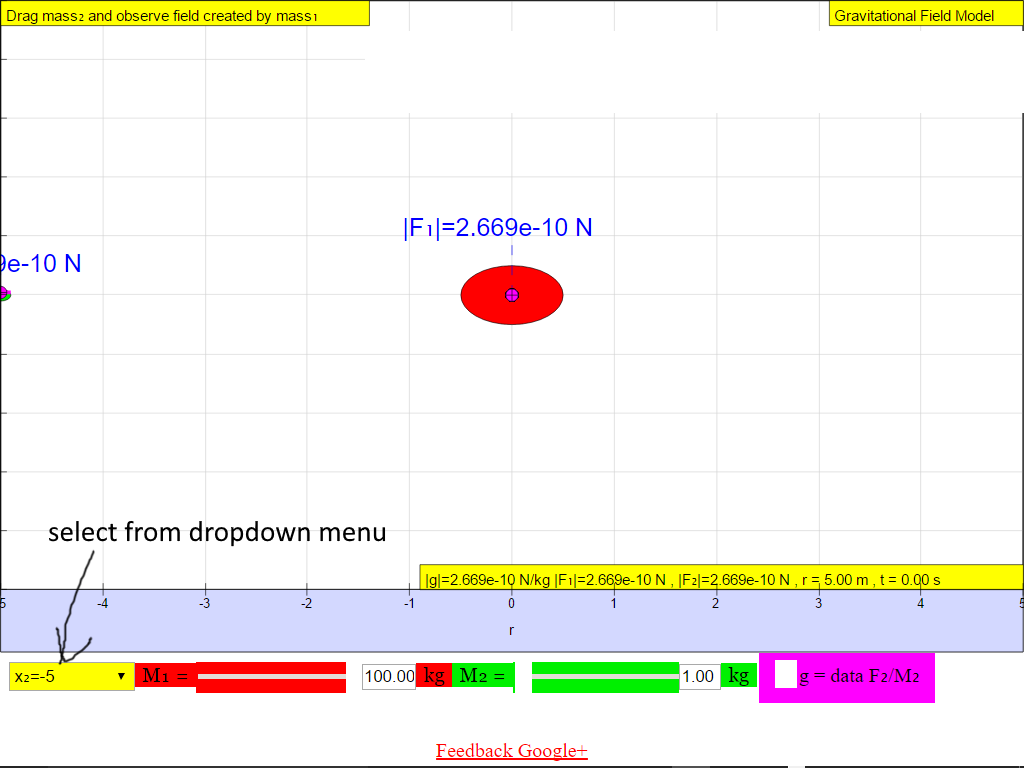 Drag mass₂ and observe field created by mass₁
Gravitational Field Model
|F₁|=2.669e-10 N
9e-10 N
select from dropdown menu
|g|=2.669e-10 N/kg |F₁|=2.669e-10 N , |F₂|=2.669e-10 N , r = 5.00 m , t = 0.00 s
5 -4 -3 -2 -1 0 1 2 3 4 5
r
x₂=-5 ▼ M₁ = 100.00 kg M₂ = 1.00 kg g = data F₂/M₂
Feedback Google+